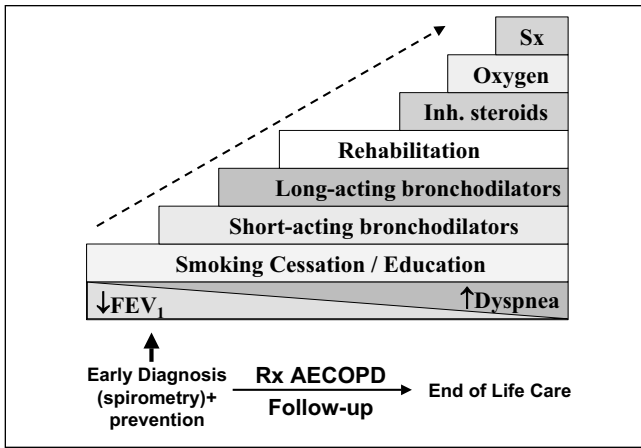 Sx
Oxygen
Inh. steroids
Rehabilitation
Long-acting bronchodilators
Short-acting bronchodilators
Smoking Cessation / Education
↓FEV₁
↑Dyspnea
Early Diagnosis
(spirometry)+
prevention
Rx AECOPD
Follow-up
End of Life Care